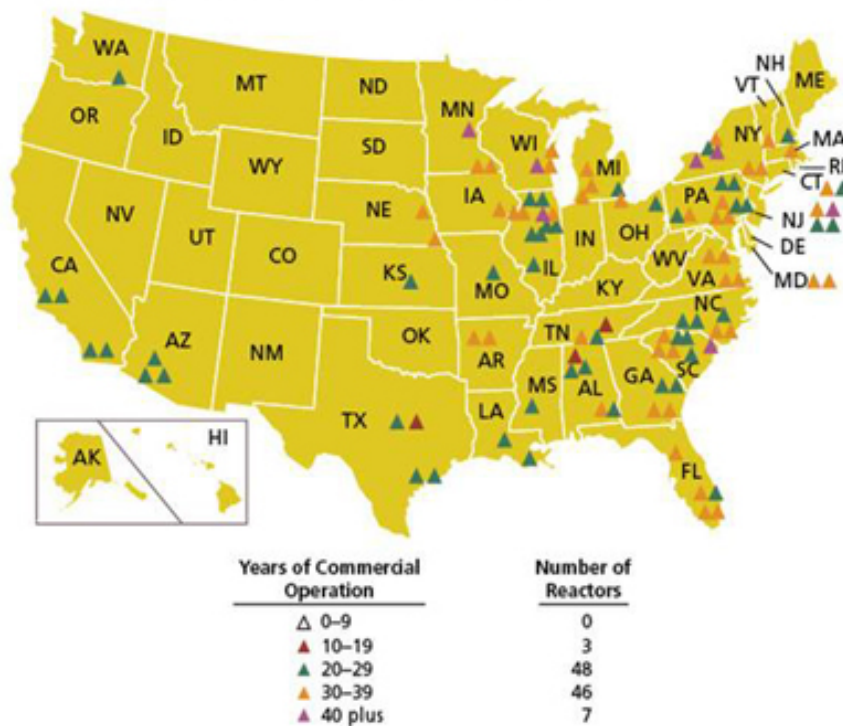 WA
MT
ND
MN
OR
ID
SD
WI
WY
MI
NH
VT
ME
NY
MA
RI
CT
NV
UT
CO
NE
IA
IL
IN
OH
PA
NJ
DE
MD
WV
VA
CA
KS
MO
KY
AZ
NM
OK
AR
TN
NC
SC
MS
AL
GA
TX
LA
FL
AK
HI
Years of Commercial Operation Number of Reactors
0–9 0
10–19 3
20–29 48
30–39 46
40 plus 7